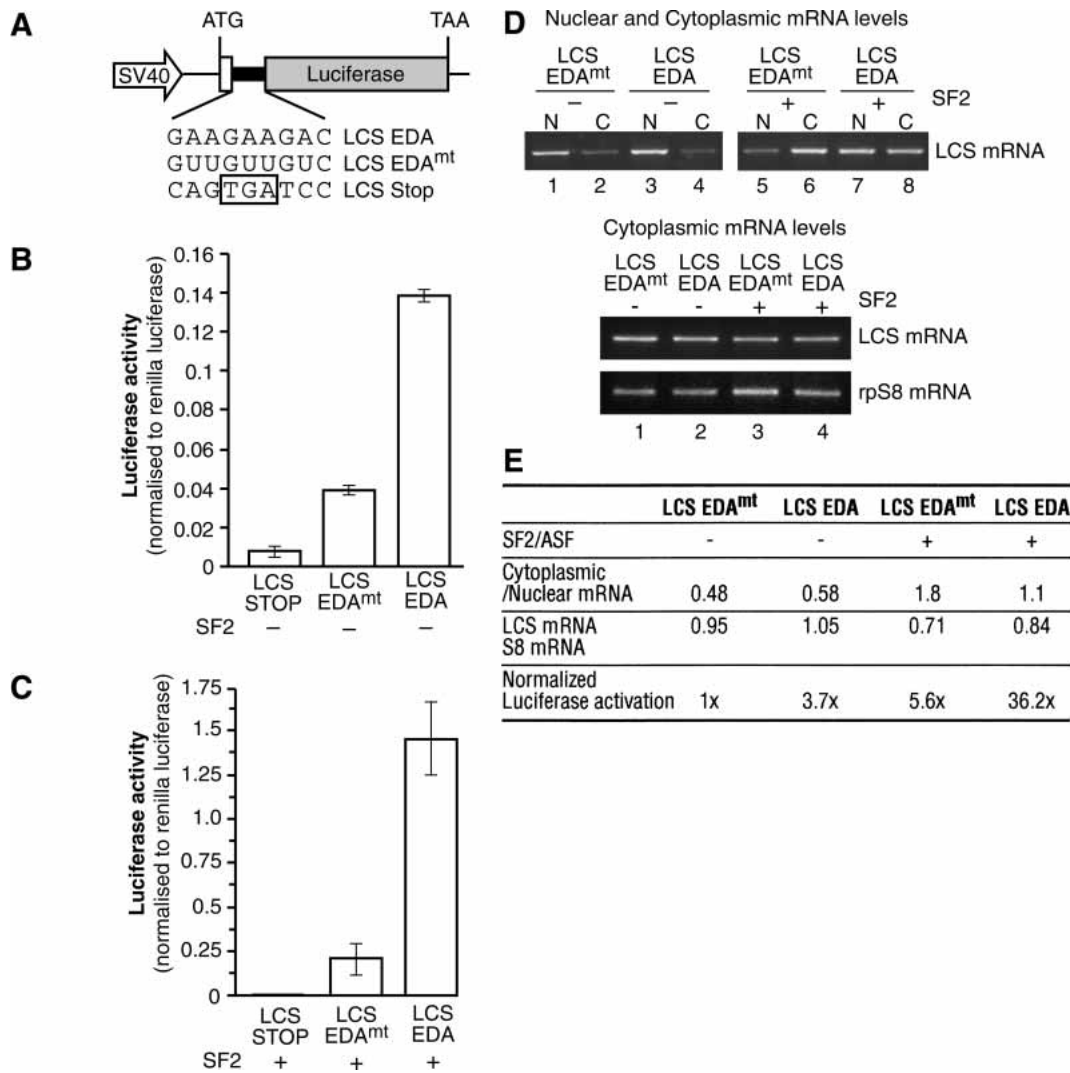 A
ATG TAA
SV40 Luciferase
GAAGAAGAC LCS EDA
GUUGUUGUC LCS EDAmt
CAGTGATCC LCS Stop
B
Luciferase activity
(normalised to renilla luciferase)
0.16
0.14
0.12
0.1
0.08
0.06
0.04
0.02
0
LCS STOP LCS EDAmt LCS EDA
SF2 – – –
C
Luciferase activity
(normalised to renilla luciferase)
1.75
1.5
1.25
1.0
0.75
0.5
0.25
0
LCS STOP LCS EDAmt LCS EDA
SF2 + + +
D
Nuclear and Cytoplasmic mRNA levels
LCS EDAmt LCS EDA LCS EDAmt LCS EDA
– – + + SF2
N C N C N C N C
LCS mRNA
1 2 3 4 5 6 7 8
Cytoplasmic mRNA levels
LCS EDAmt LCS EDA LCS EDAmt LCS EDA
- - + + SF2
LCS mRNA
rpS8 mRNA
1 2 3 4
E
LCS EDAmt LCS EDA LCS EDAmt LCS EDA
SF2/ASF - - + +
Cytoplasmic
/Nuclear mRNA 0.48 0.58 1.8 1.1
LCS mRNA 0.95 1.05 0.71 0.84
S8 mRNA
Normalized
Luciferase activation 1x 3.7x 5.6x 36.2x